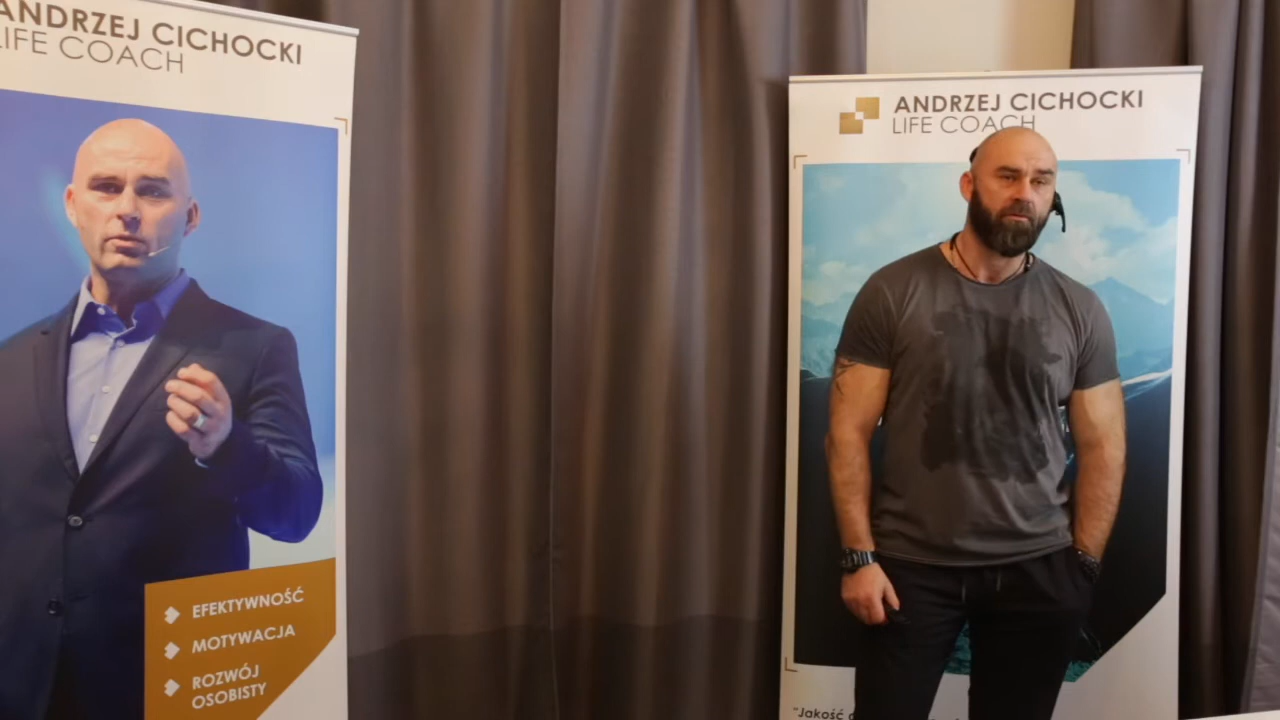 ANDRZEJ CICHOCKI
LIFE COACH
EFEKTYWNOŚĆ
MOTYWACJA
ROZWÓJ
OSOBISTY
ANDRZEJ CICHOCKI
LIFE COACH
"Jakość